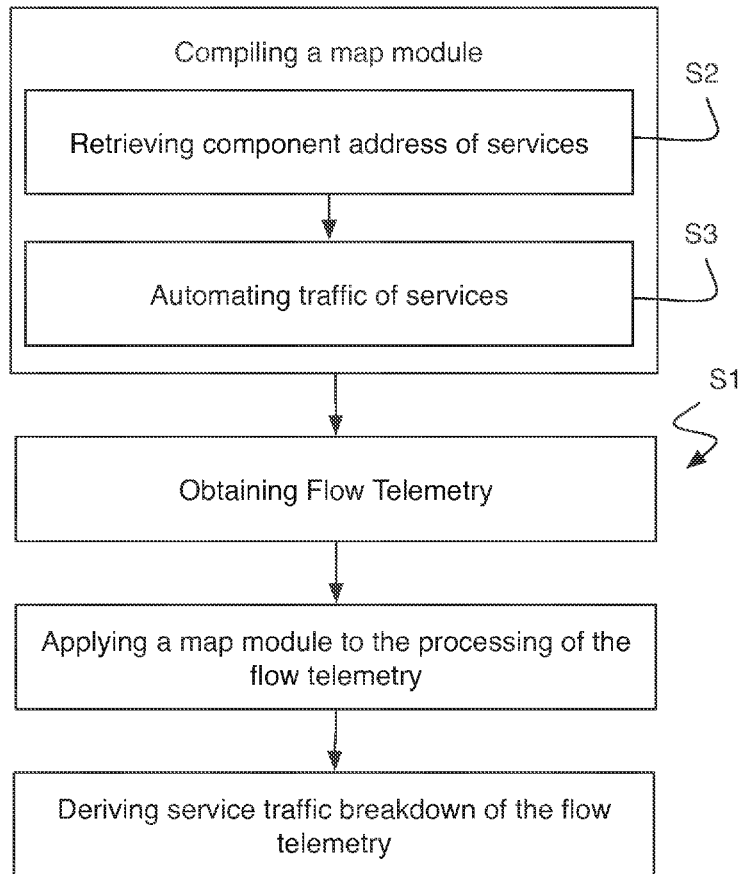 Compiling a map module
S2
Retrieving component address of services
S3
Automating traffic of services
S1
Obtaining Flow Telemetry
Applying a map module to the processing of the
flow telemetry
Deriving service traffic breakdown of the flow
telemetry